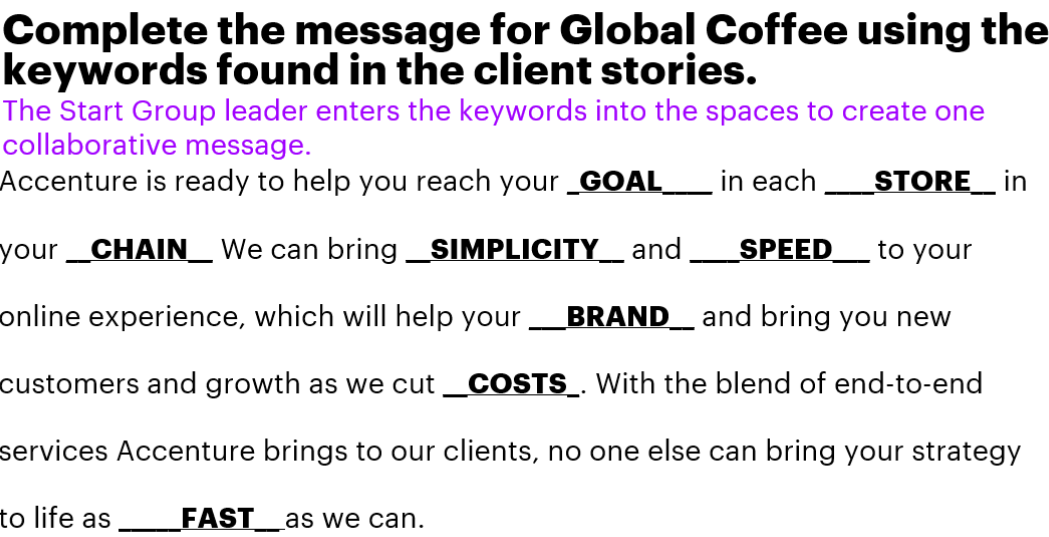 Complete the message for Global Coffee using the
keywords found in the client stories.
The Start Group leader enters the keywords into the spaces to create one
collaborative message.
Accenture is ready to help you reach your _GOAL____ in each ____STORE__ in
your __CHAIN__ We can bring __SIMPLICITY__ and ____SPEED___ to your
online experience, which will help your ___BRAND__ and bring you new
customers and growth as we cut __COSTS_. With the blend of end-to-end
services Accenture brings to our clients, no one else can bring your strategy
to life as _____FAST__as we can.